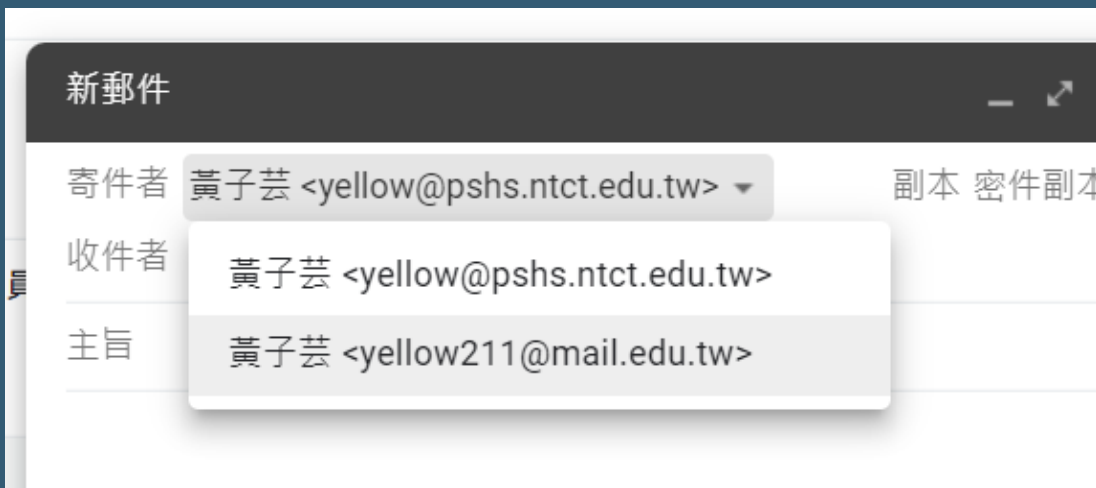 新郵件
寄件者 黃子芸 <yellow@pshs.ntct.edu.tw> 副本 密件副本
收件者
黃子芸 <yellow@pshs.ntct.edu.tw>
主旨
黃子芸 <yellow211@mail.edu.tw>
員